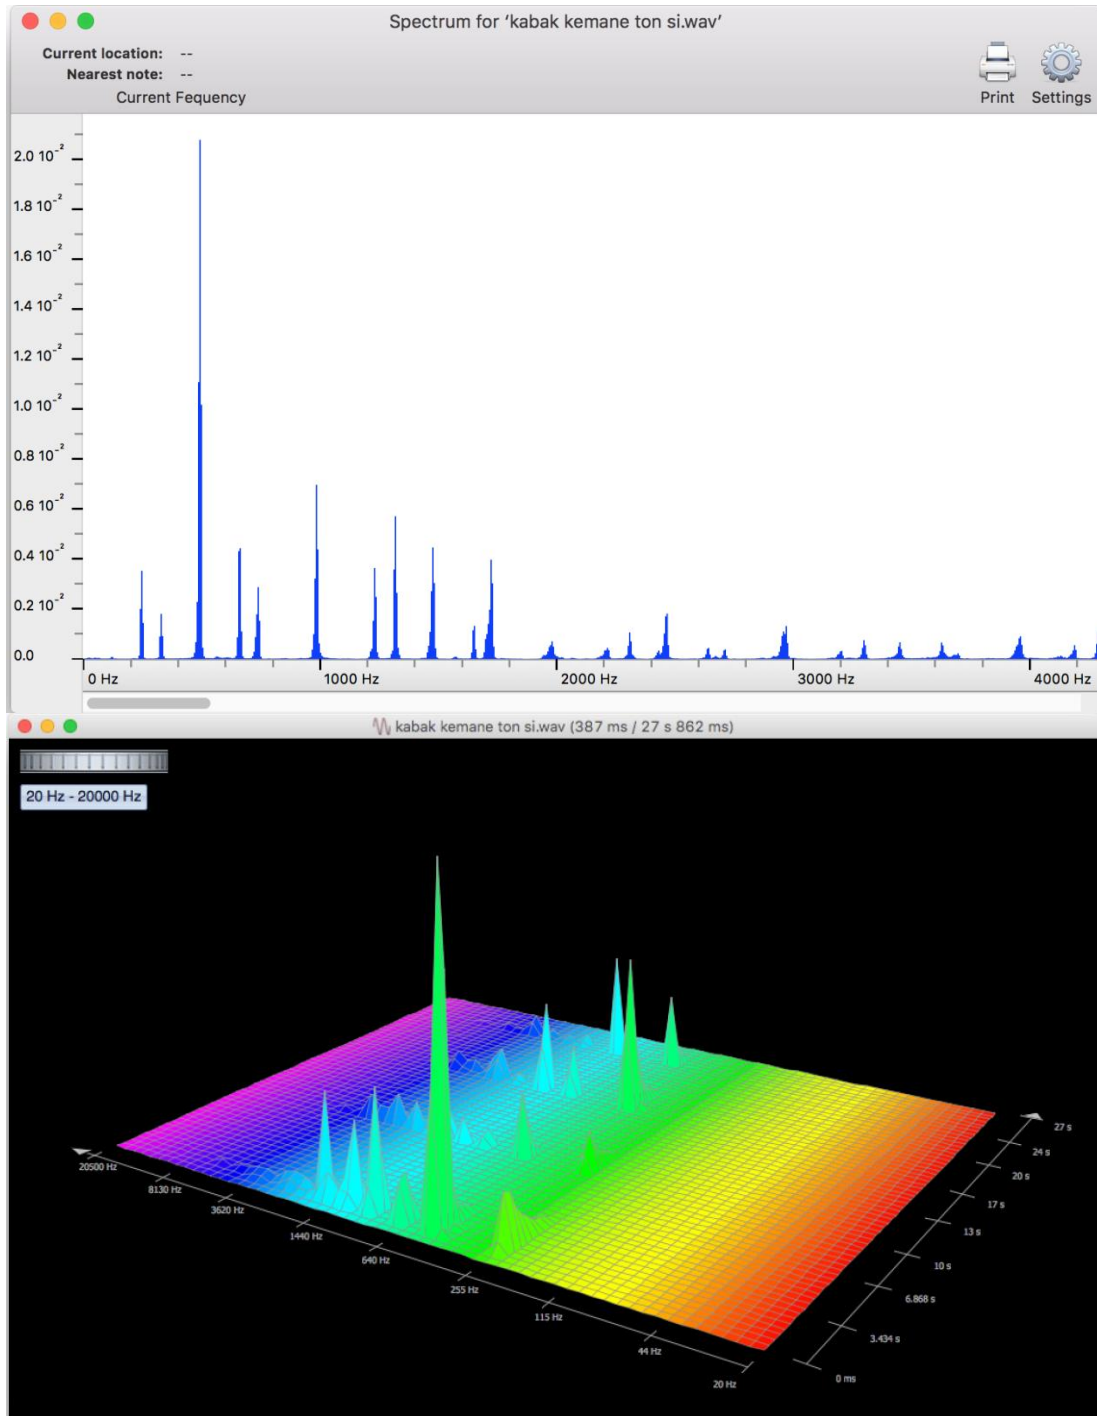 Spectrum for ‘kabak kemane ton si.wav’
Current location: --
Nearest note: --
Current Fequency
Print Settings
2.0 10⁻²
1.8 10⁻²
1.6 10⁻²
1.4 10⁻²
1.2 10⁻²
1.0 10⁻²
0.8 10⁻²
0.6 10⁻²
0.4 10⁻²
0.2 10⁻²
0.0
0 Hz 1000 Hz 2000 Hz 3000 Hz 4000 Hz
kabak kemane ton si.wav (387 ms / 27 s 862 ms)
20 Hz - 20000 Hz
20500 Hz
8130 Hz
3620 Hz
1440 Hz
640 Hz
255 Hz
115 Hz
44 Hz
20 Hz
27 s
24 s
20 s
17 s
13 s
10 s
6.868 s
3.434 s
0 ms